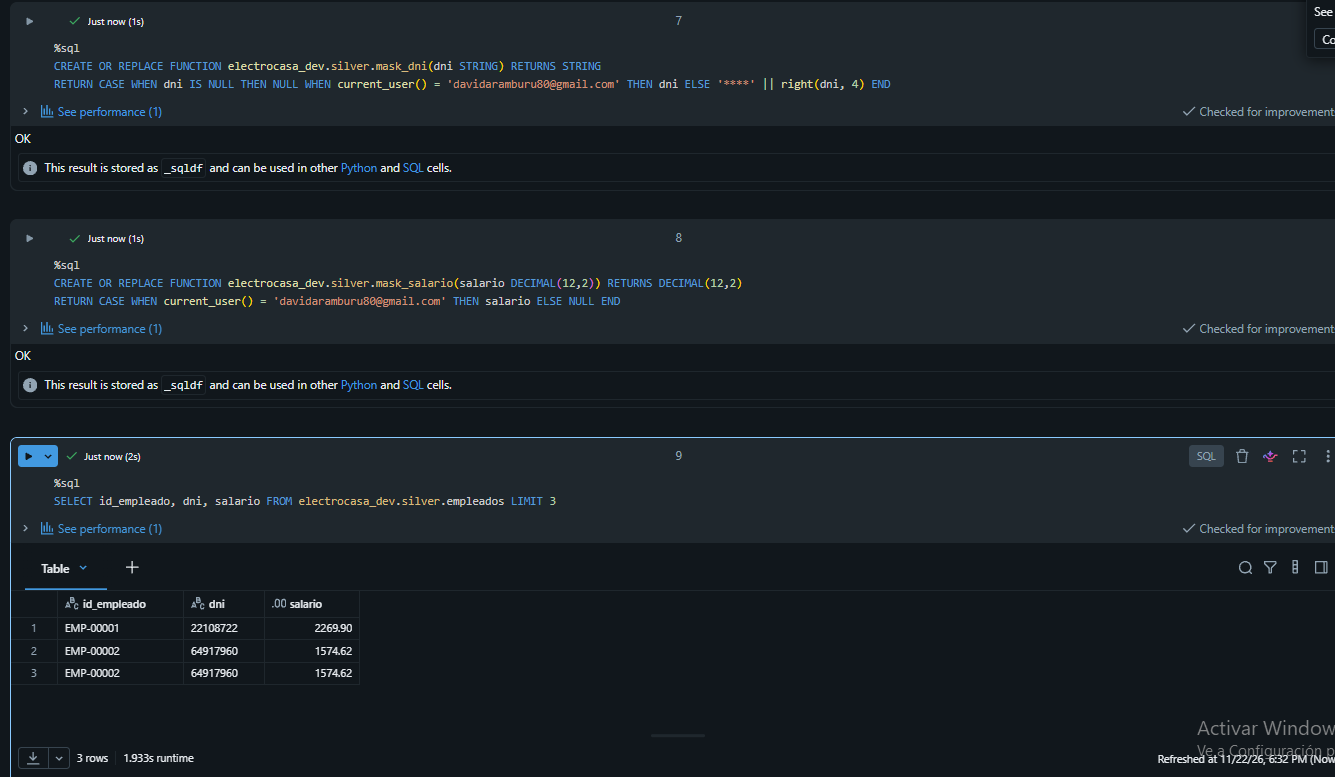 See
Just now (1s)
7
Co
%sql
CREATE OR REPLACE FUNCTION electrocasa_dev.silver.mask_dni(dni STRING) RETURNS STRING
RETURN CASE WHEN dni IS NULL THEN NULL WHEN current_user() = 'davidaramburu80@gmail.com' THEN dni ELSE '****' || right(dni, 4) END
See performance (1)
Checked for improvement
OK
This result is stored as _sqldf and can be used in other Python and SQL cells.
Just now (1s)
8
%sql
CREATE OR REPLACE FUNCTION electrocasa_dev.silver.mask_salario(salario DECIMAL(12,2)) RETURNS DECIMAL(12,2)
RETURN CASE WHEN current_user() = 'davidaramburu80@gmail.com' THEN salario ELSE NULL END
See performance (1)
Checked for improvement
OK
This result is stored as _sqldf and can be used in other Python and SQL cells.
Just now (2s)
9
SQL
%sql
SELECT id_empleado, dni, salario FROM electrocasa_dev.silver.empleados LIMIT 3
See performance (1)
Checked for improvement
Table
ABC id_empleado ABC dni .00 salario
1 EMP-00001 22108722 2269.90
2 EMP-00002 64917960 1574.62
3 EMP-00002 64917960 1574.62
Activar Window
Ve a Configuración p
3 rows 1.933s runtime
Refreshed at 11/22/26, 6:32 PM (Now